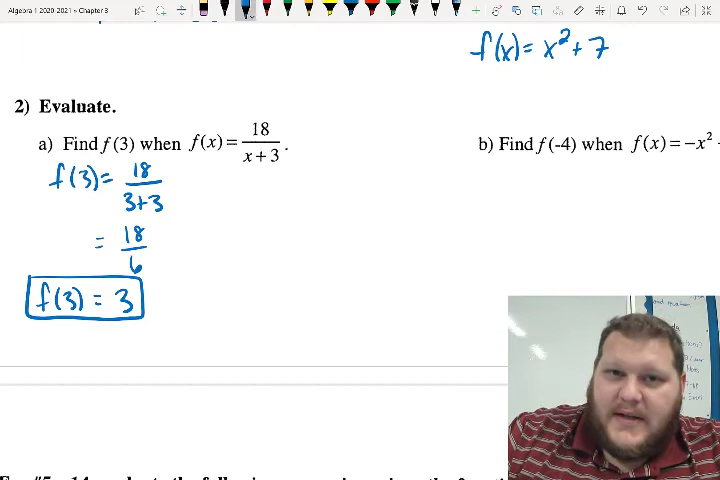 Algebra 1 2020-2021 » Chapter 3
f(x) = x² + 7
2) Evaluate.
a) Find f (3) when f(x) = 18 / (x + 3) .
b) Find f (-4) when f(x) = −x²
f(3) = 18 / (3+3)
= 18 / 6
f(3) = 3